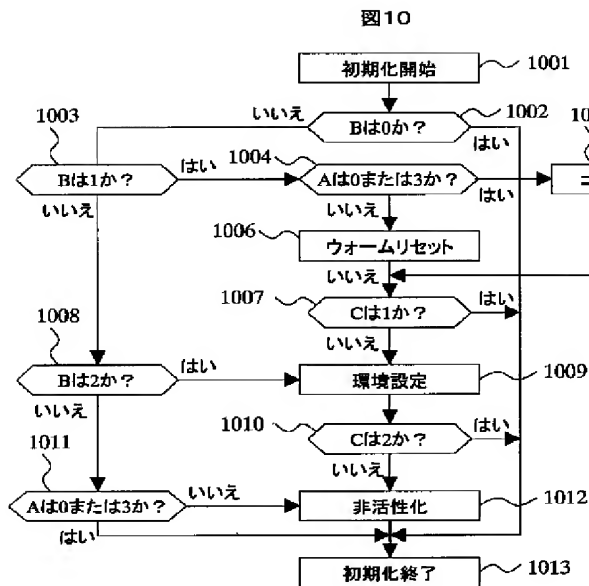 図10
初期化開始
1001
1003
いいえ
Bは0か？
1002
はい
1004
Bは1か？
はい
Aは0または3か？
はい
いいえ
いいえ
1006
ウォームリセット
いいえ
1007
Cは1か？
はい
1008
いいえ
Bは2か？
はい
環境設定
1009
いいえ
1010
Cは2か？
はい
1011
いいえ
Aは0または3か？
いいえ
非活性化
1012
はい
初期化終了
1013